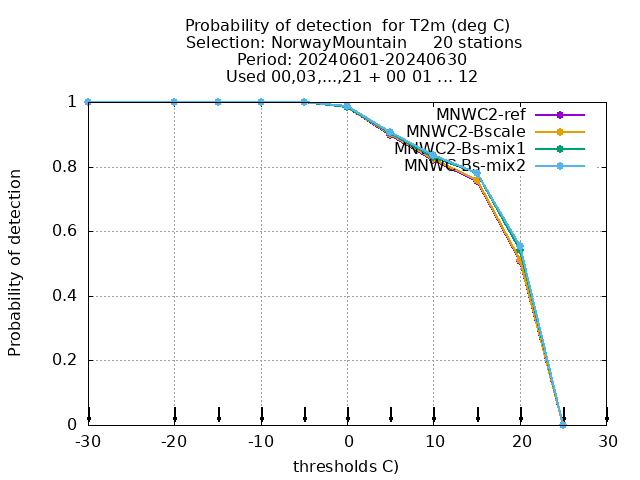 Probability of detection  for T2m (deg C)
Selection: NorwayMountain     20 stations
Period: 20240601-20240630
Used 00,03,...,21 + 00 01 ... 12
MNWC2-ref
MNWC2-Bscale
MNWC2-Bs-mix1
MNWC-Bs-mix2
Probability of detection
1
0.8
0.6
0.4
0.2
0
-30
-20
-10
0
10
20
30
thresholds C)